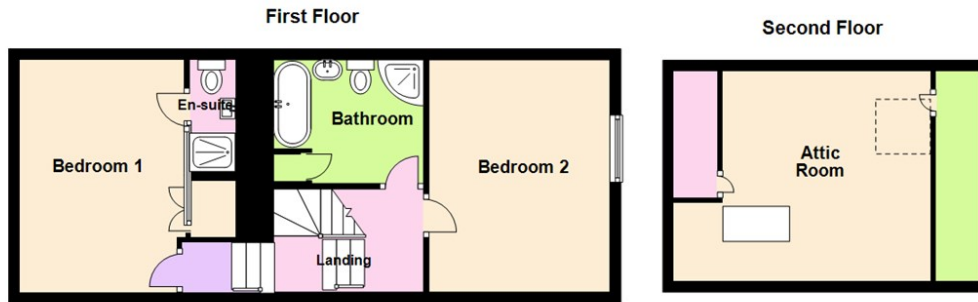 First Floor
Second Floor
En-suite
Bathroom
Bedroom 1
Bedroom 2
Attic
Room
Landing